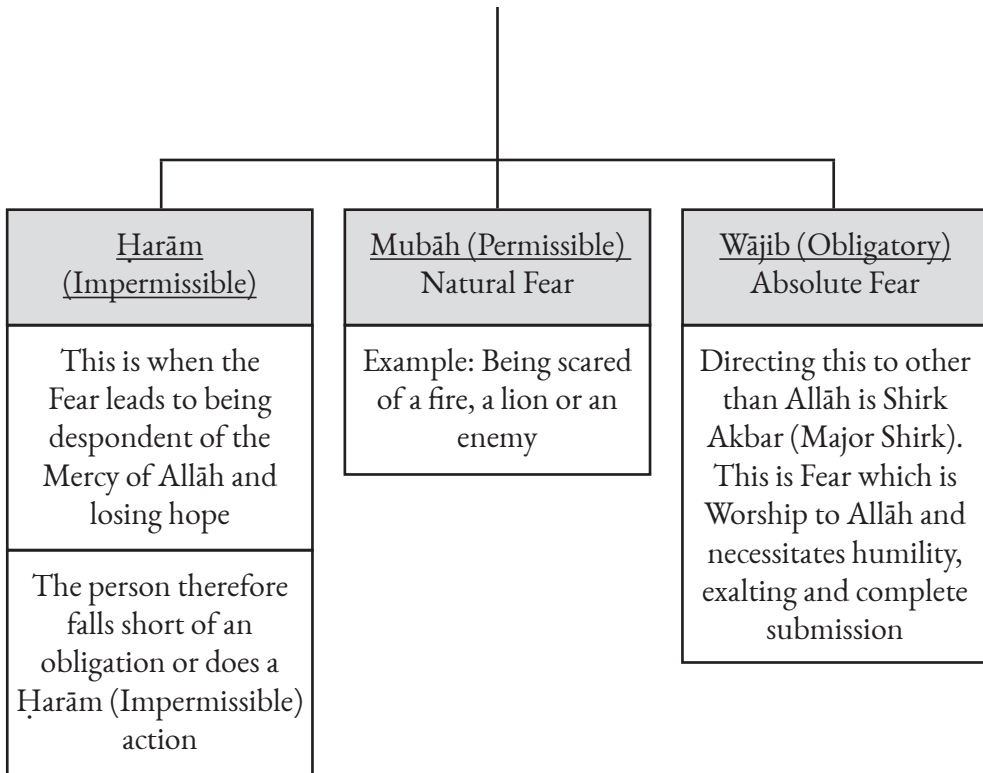 Ḥarām
(Impermissible)
This is when the
Fear leads to being
despondent of the
Mercy of Allāh and
losing hope
The person therefore
falls short of an
obligation or does a
Ḥarām (Impermissible)
action
Mubāh (Permissible)
Natural Fear
Example: Being scared
of a fire, a lion or an
enemy
Wājib (Obligatory)
Absolute Fear
Directing this to other
than Allāh is Shirk
Akbar (Major Shirk).
This is Fear which is
Worship to Allāh and
necessitates humility,
exalting and complete
submission